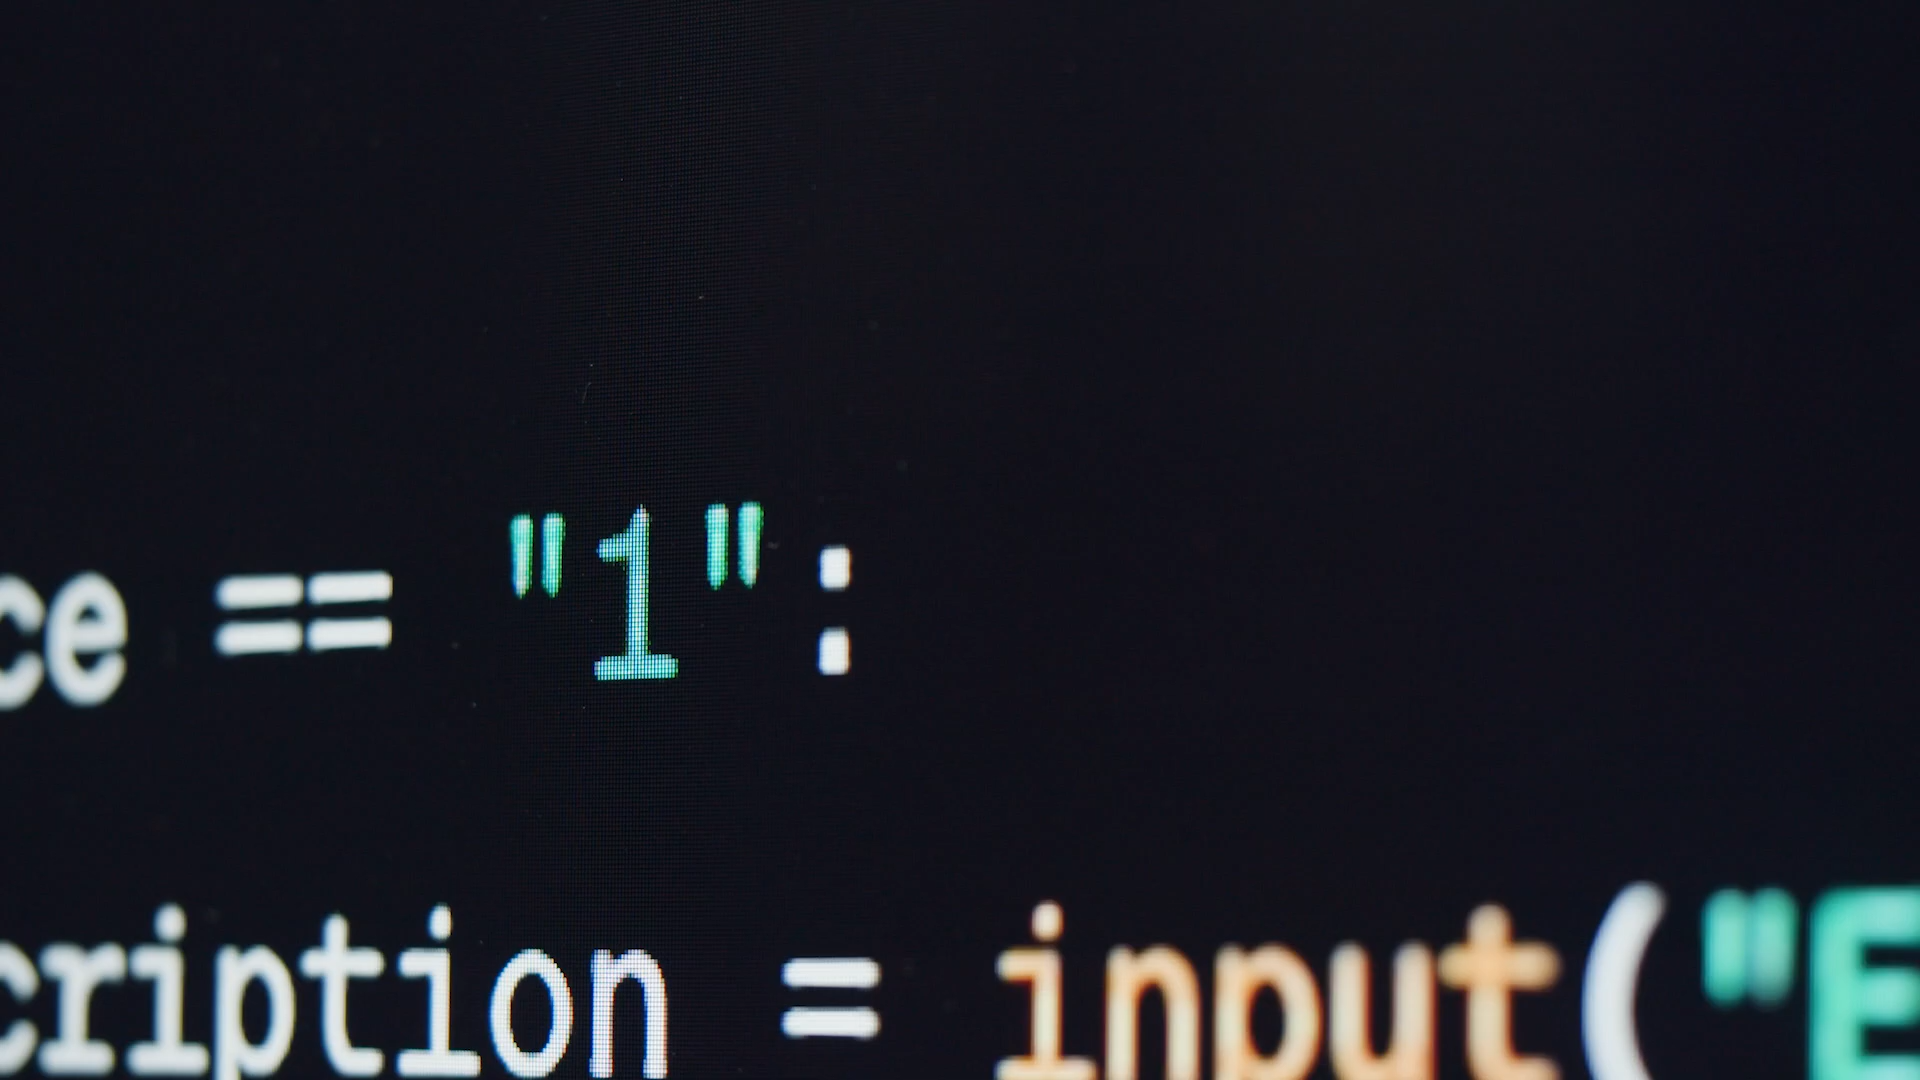 ce == "1":
cription = input("E